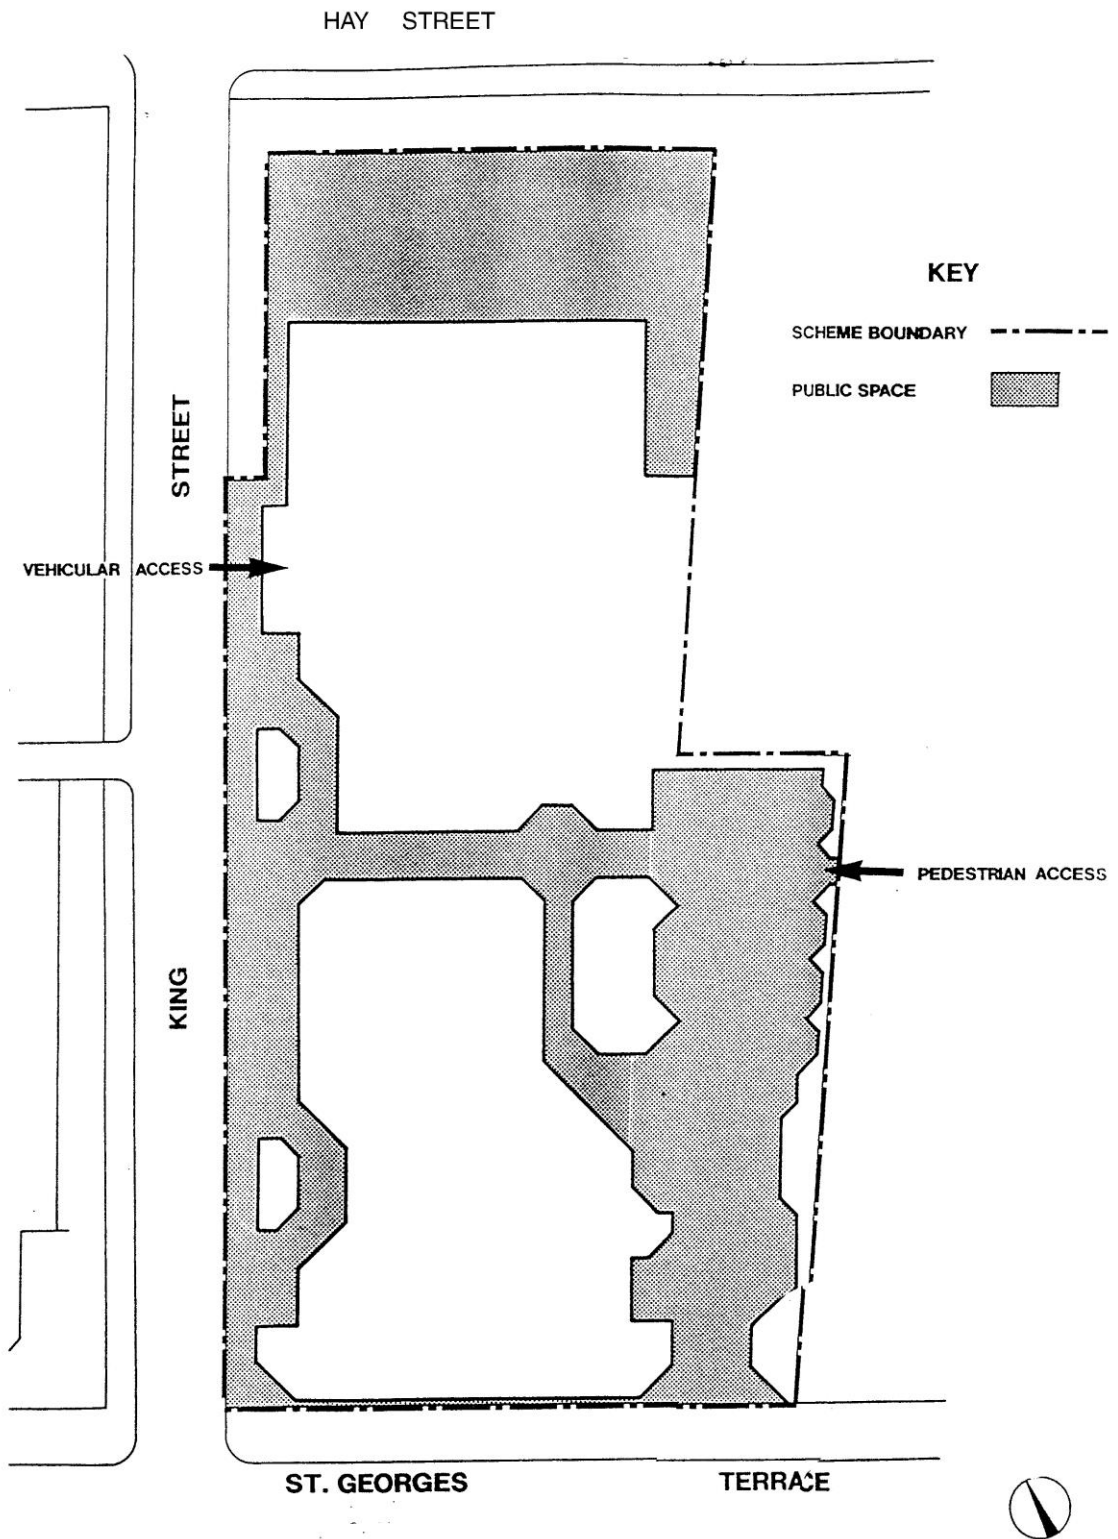 HAY STREET
KEY
SCHEME BOUNDARY
PUBLIC SPACE
STREET
VEHICULAR ACCESS
PEDESTRIAN ACCESS
KING
ST. GEORGES TERRACE